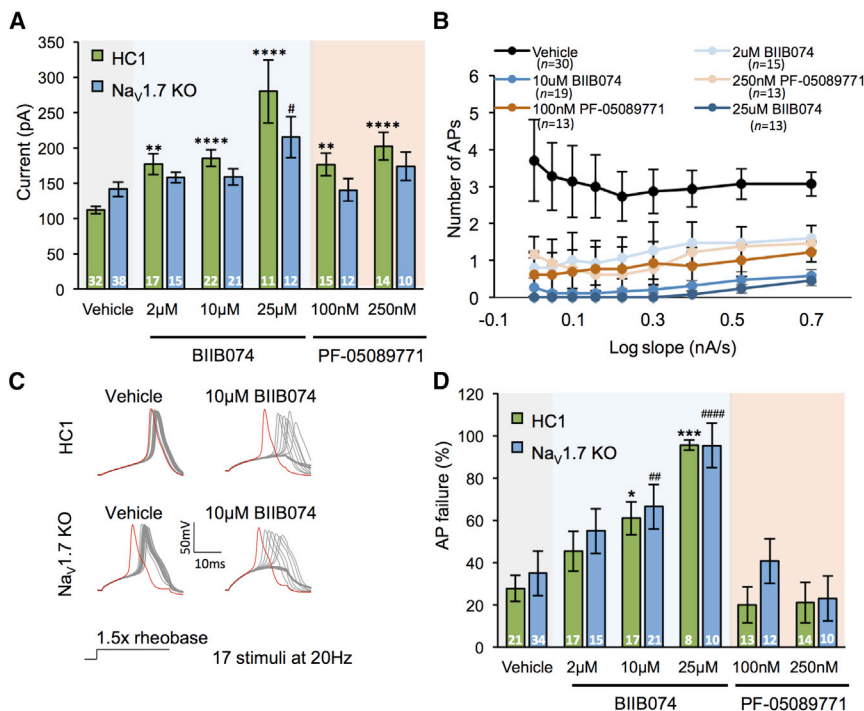 A
350
300
250
200
150
100
50
0
Current (pA)
HC1
NaV1.7 KO
**
****
****
#
**
****
32 38 17 15 22 21 11 12 15 12 14 10
Vehicle 2µM 10µM 25µM 100nM 250nM
BIIB074 PF-05089771
B
Vehicle
(n=30)
2uM BIIB074
(n=15)
10uM BIIB074
(n=19)
250nM PF-05089771
(n=13)
100nM PF-05089771
(n=13)
25uM BIIB074
(n=13)
6
5
4
3
2
1
0
Number of APs
-0.1 0.1 0.3 0.5 0.7
Log slope (nA/s)
C
Vehicle 10µM BIIB074
HC1
Vehicle 10µM BIIB074
NaV1.7 KO
50mV
10ms
1.5x rheobase
17 stimuli at 20Hz
D
120
100
80
60
40
20
0
AP failure (%)
HC1
NaV1.7 KO
*
##
***
####
21 34 17 15 17 21 8 10 13 12 14 10
Vehicle 2µM 10µM 25µM 100nM 250nM
BIIB074 PF-05089771